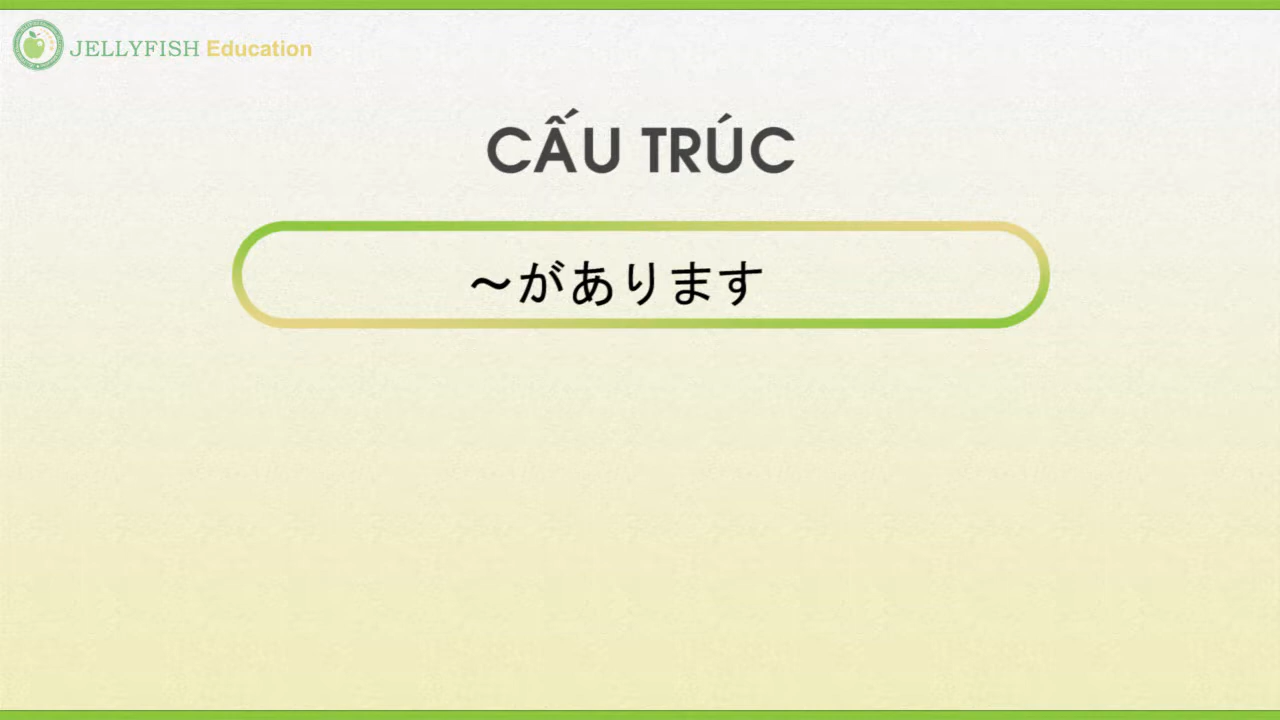 JELLYFISH Education
CẤU TRÚC
～があります